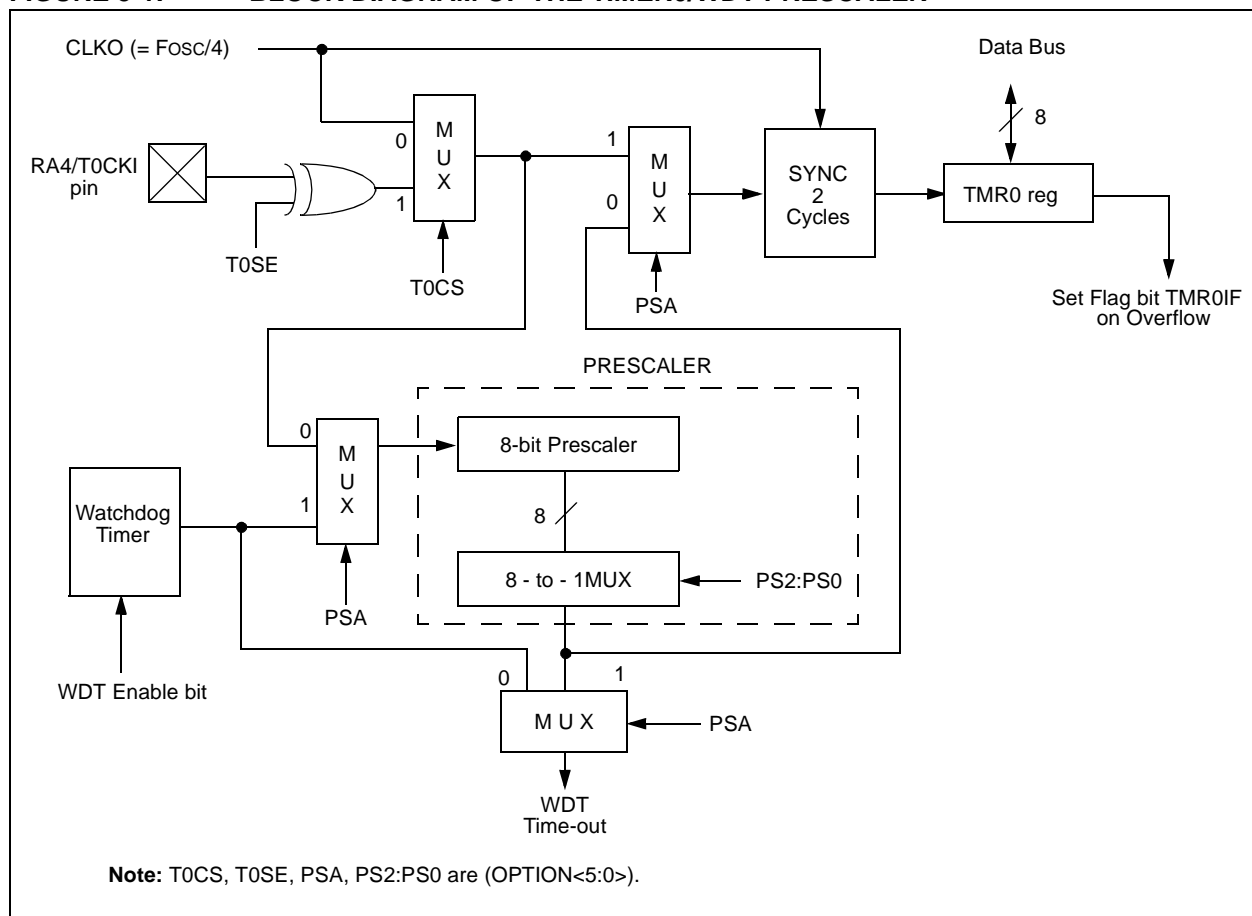 CLKO (= FOSC/4)
Data Bus
8
M
U
X
0
1
RA4/T0CKI
pin
T0SE
T0CS
1
0
M
U
X
PSA
SYNC
2
Cycles
TMR0 reg
Set Flag bit TMR0IF
on Overflow
PRESCALER
0
1
M
U
X
8-bit Prescaler
Watchdog
Timer
8
8 - to - 1MUX
PS2:PS0
PSA
WDT Enable bit
0
1
M U X
PSA
WDT
Time-out
Note: T0CS, T0SE, PSA, PS2:PS0 are (OPTION<5:0>).